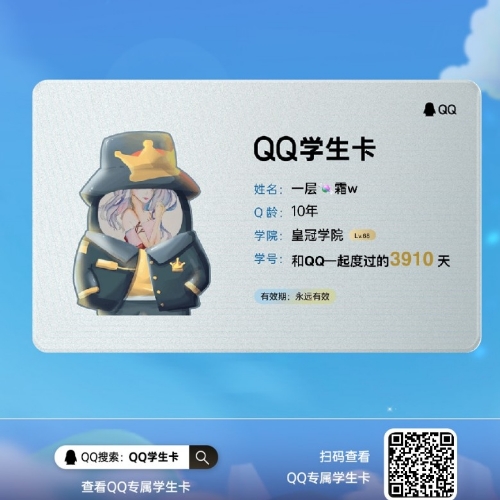 QQ
QQ学生卡
姓名：一层🔮霜w
Q龄：10年
学院：皇冠学院 Lv.66
学号：和QQ一起度过的3910天
有效期：永远有效
QQ搜索：QQ学生卡
查看QQ专属学生卡
扫码查看
QQ专属学生卡